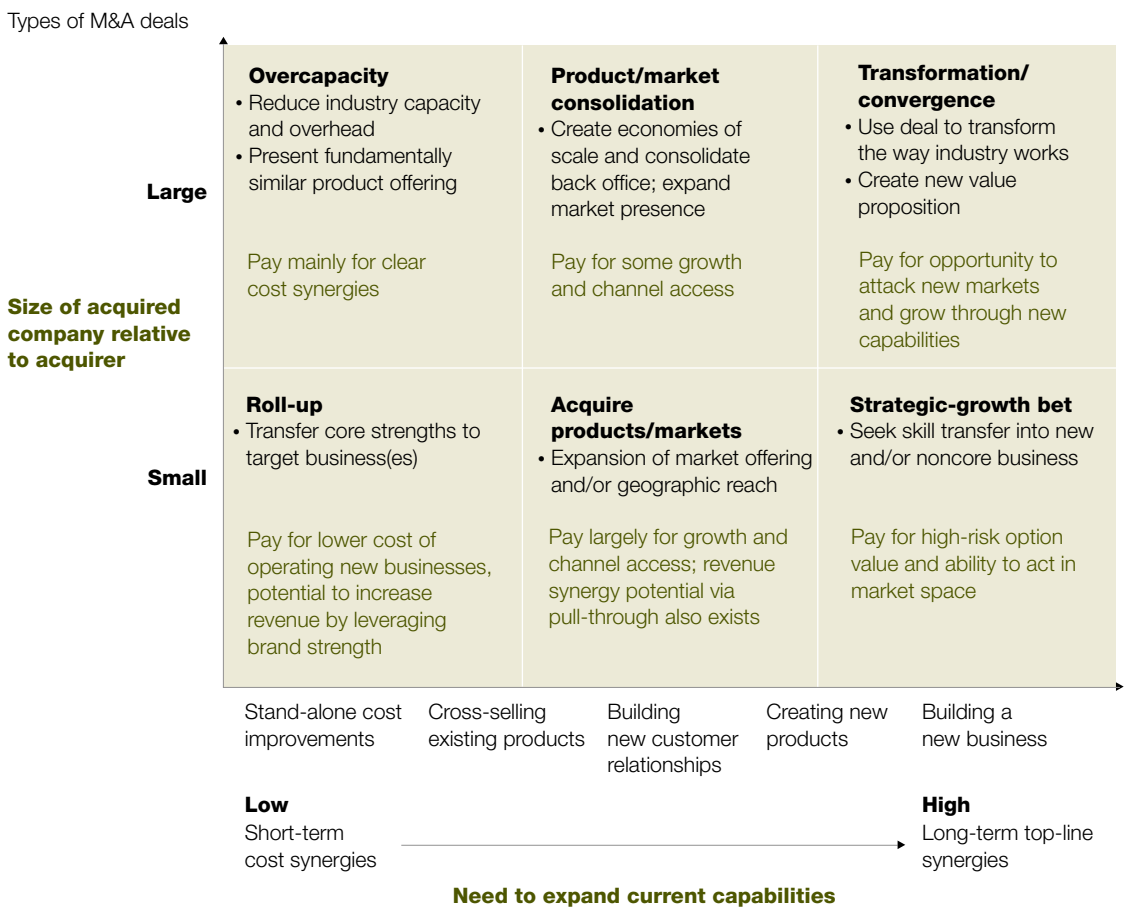 Types of M&A deals
Overcapacity
• Reduce industry capacity
and overhead
• Present fundamentally
similar product offering
Pay mainly for clear
cost synergies
Product/market
consolidation
• Create economies of
scale and consolidate
back office; expand
market presence
Pay for some growth
and channel access
Transformation/
convergence
• Use deal to transform
the way industry works
• Create new value
proposition
Pay for opportunity to
attack new markets
and grow through new
capabilities
Large
Size of acquired
company relative
to acquirer
Small
Roll-up
• Transfer core strengths to
target business(es)
Pay for lower cost of
operating new businesses,
potential to increase
revenue by leveraging
brand strength
Acquire
products/markets
• Expansion of market offering
and/or geographic reach
Pay largely for growth and
channel access; revenue
synergy potential via
pull-through also exists
Strategic-growth bet
• Seek skill transfer into new
and/or noncore business
Pay for high-risk option
value and ability to act in
market space
Stand-alone cost
improvements
Cross-selling
existing products
Building
new customer
relationships
Creating new
products
Building a
new business
Low
Short-term
cost synergies
High
Long-term top-line
synergies
Need to expand current capabilities